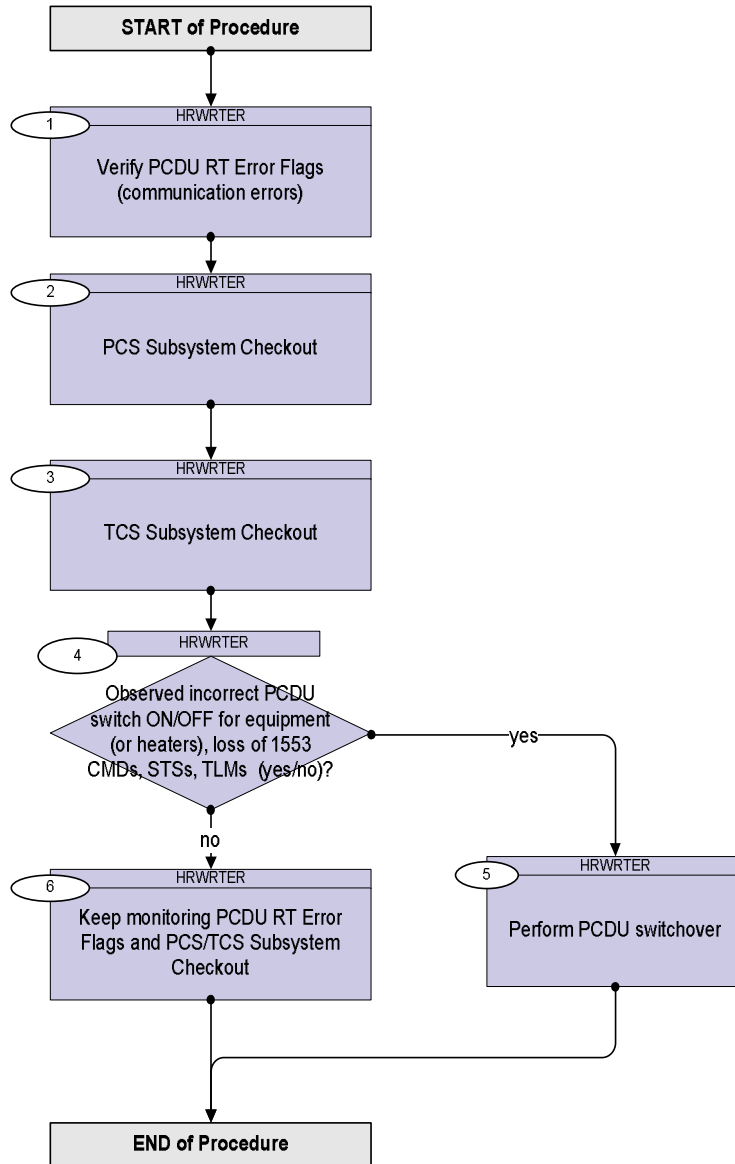 START of Procedure
HRWRTER
1
Verify PCDU RT Error Flags
(communication errors)
HRWRTER
2
PCS Subsystem Checkout
HRWRTER
3
TCS Subsystem Checkout
HRWRTER
4
Observed incorrect PCDU
switch ON/OFF for equipment
(or heaters), loss of 1553
CMDs, STSs, TLMs (yes/no)?
yes
no
HRWRTER
6
Keep monitoring PCDU RT Error
Flags and PCS/TCS Subsystem
Checkout
HRWRTER
5
Perform PCDU switchover
END of Procedure